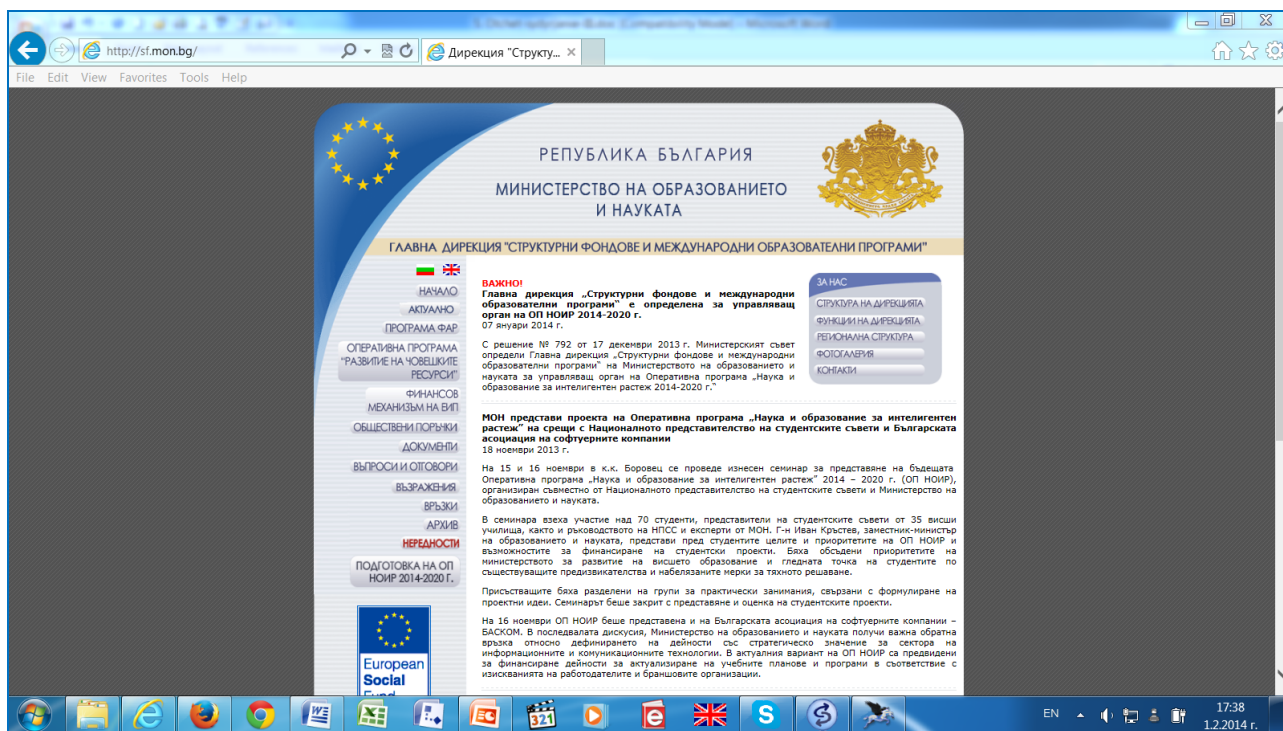 http://sf.mon.bg/
Дирекция "Структу...
File Edit View Favorites Tools Help
РЕПУБЛИКА БЪЛГАРИЯ
МИНИСТЕРСТВО НА ОБРАЗОВАНИЕТО
И НАУКАТА
ГЛАВНА ДИРЕКЦИЯ "СТРУКТУРНИ ФОНДОВЕ И МЕЖДУНАРОДНИ ОБРАЗОВАТЕЛНИ ПРОГРАМИ"
НАЧАЛО
АКТУАЛНО
ПРОГРАМА ФАР
ОПЕРАТИВНА ПРОГРАМА
"РАЗВИТИЕ НА ЧОВЕШКИТЕ
РЕСУРСИ"
ФИНАНСОВ
МЕХАНИЗЪМ НА ЕИП
ОБЩЕСТВЕНИ ПОРЪЧКИ
ДОКУМЕНТИ
ВЪПРОСИ И ОТГОВОРИ
ВЪЗРАЖЕНИЯ
ВРЪЗКИ
АРХИВ
НЕРЕДНОСТИ
ПОДГОТОВКА НА ОП
НОИР 2014-2020 Г.
European
Social
Fund
ВАЖНО!
Главна дирекция „Структурни фондове и международни
образователни програми“ е определена за управляващ
орган на ОП НОИР 2014-2020 г.
07 януари 2014 г.
С решение № 792 от 17 декември 2013 г. Министерският съвет
определи Главна дирекция „Структурни фондове и международни
образователни програми“ на Министерството на образованието и
науката за управляващ орган на Оперативна програма „Наука и
образование за интелигентен растеж 2014-2020 г.“
ЗА НАС
СТРУКТУРА НА ДИРЕКЦИЯТА
ФУНКЦИИ НА ДИРЕКЦИЯТА
РЕГИОНАЛНА СТРУКТУРА
ФОТОГАЛЕРИЯ
КОНТАКТИ
МОН представи проекта на Оперативна програма „Наука и образование за интелигентен
растеж“ на срещи с Националното представителство на студентските съвети и Българската
асоциация на софтуерните компании
18 ноември 2013 г.
На 15 и 16 ноември в к.к. Боровец се проведе изнесен семинар за представяне на бъдещата
Оперативна програма „Наука и образование за интелигентен растеж“ 2014 – 2020 г. (ОП НОИР),
организиран съвместно от Националното представителство на студентските съвети и Министерство на
образованието и науката.
В семинара взеха участие над 70 студенти, представители на студентските съвети от 35 висши
училища, както и ръководството на НПСС и експерти от МОН. Г-н Иван Кръстев, заместник-министър
на образованието и науката, представи пред студентите целите и приоритетите на ОП НОИР и
възможностите за финансиране на студентски проекти. Бяха обсъдени приоритетите на
министерството за развитие на висшето образование и гледната точка на студентите по
съществуващите предизвикателства и набелязаните мерки за тяхното решаване.
Присъстващите бяха разделени на групи за практически занимания, свързани с формулиране на
проектни идеи. Семинарът беше закрит с представяне и оценка на студентските проекти.
На 16 ноември ОП НОИР беше представена и на Българската асоциация на софтуерните компании –
БАСКОМ. В последвалата дискусия, Министерство на образованието и науката получи важна обратна
връзка относно дефинирането на дейности със стратегическо значение за сектора на
информационните и комуникационните технологии. В актуалния вариант на ОП НОИР са предвидени
за финансиране дейности за актуализиране на учебните планове и програми в съответствие с
изискванията на работодателите и браншовите организации.
321
EN
17:38
1.2.2014 г.